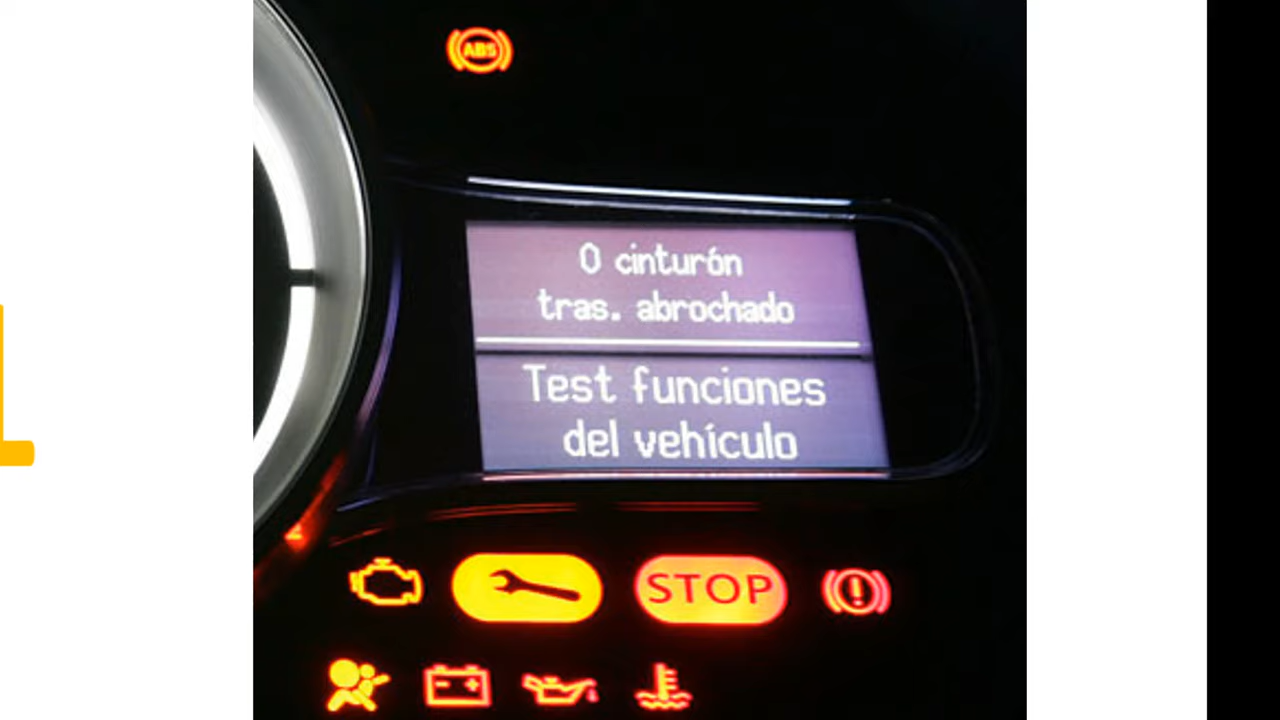 ABS
0 cinturón
tras. abrochado
Test funciones
del vehículo
STOP